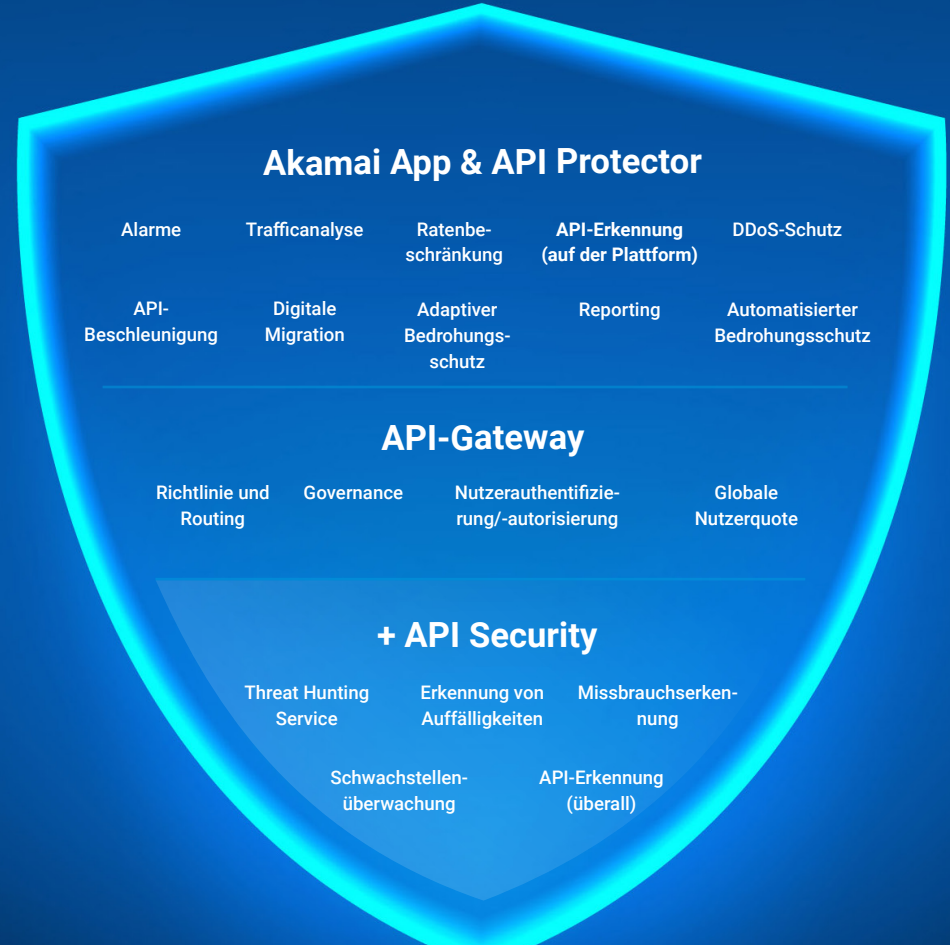 Akamai App & API Protector
Alarme
Trafficanalyse
Ratenbe-
schränkung
API-Erkennung
(auf der Plattform)
DDoS-Schutz
API-
Beschleunigung
Digitale
Migration
Adaptiver
Bedrohungs-
schutz
Reporting
Automatisierter
Bedrohungsschutz
API-Gateway
Richtlinie und
Routing
Governance
Nutzerauthentifizie-
rung/-autorisierung
Globale
Nutzerquote
+ API Security
Threat Hunting
Service
Erkennung von
Auffälligkeiten
Missbrauchserken-
nung
Schwachstellen-
überwachung
API-Erkennung
(überall)